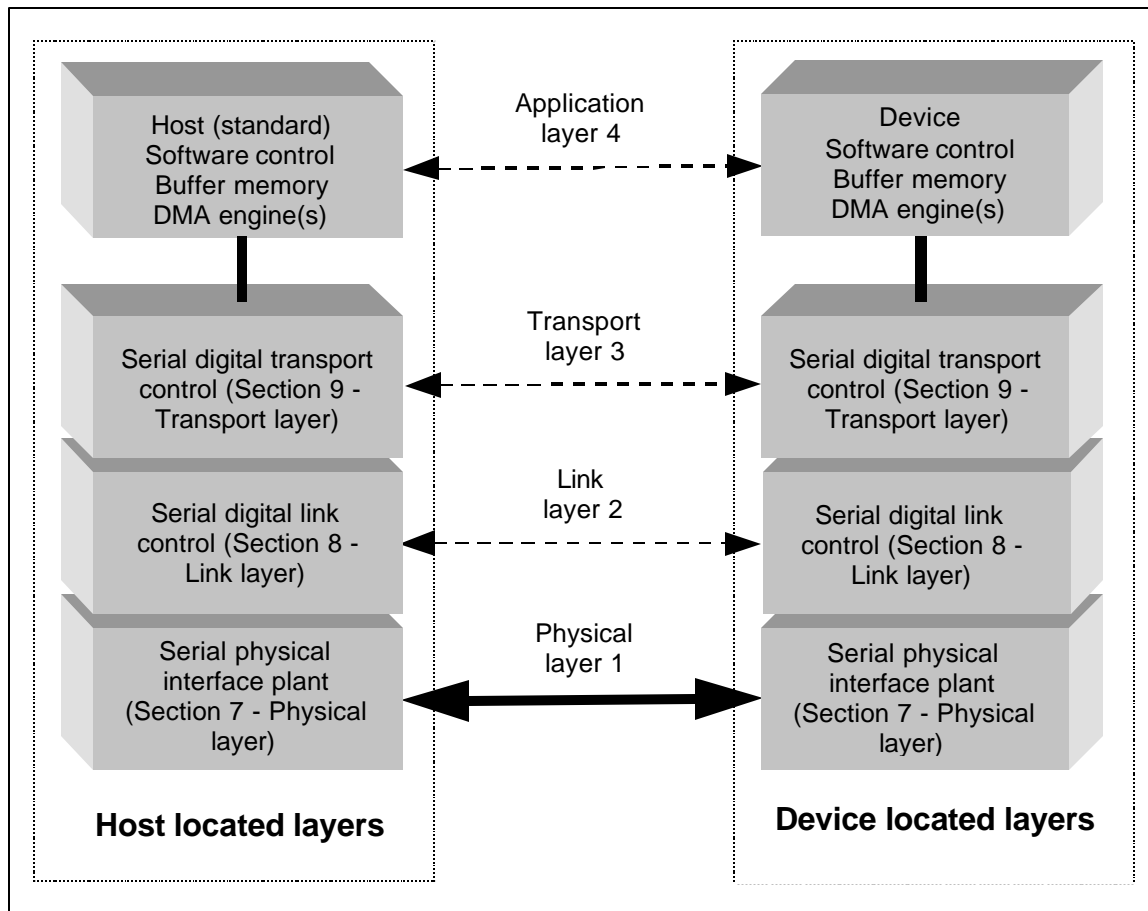 Host (standard)
Software control
Buffer memory
DMA engine(s)
Application
layer 4
Device
Software control
Buffer memory
DMA engine(s)
Serial digital transport
control (Section 9 -
Transport layer)
Transport
layer 3
Serial digital transport
control (Section 9 -
Transport layer)
Serial digital link
control (Section 8 -
Link layer)
Link
layer 2
Serial digital link
control (Section 8 -
Link layer)
Serial physical
interface plant
(Section 7 - Physical
layer)
Physical
layer 1
Serial physical
interface plant
(Section 7 - Physical
layer)
Host located layers
Device located layers